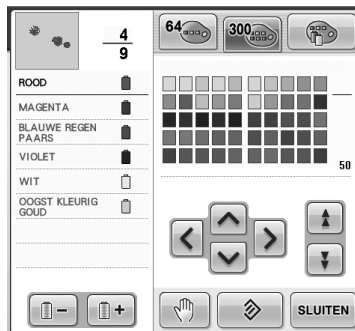 4
9
64
300
ROOD
MAGENTA
BLAUWE REGEN
PAARS
VIOLET
WIT
OOGST KLEURIG
GOUD
50
SLUITEN